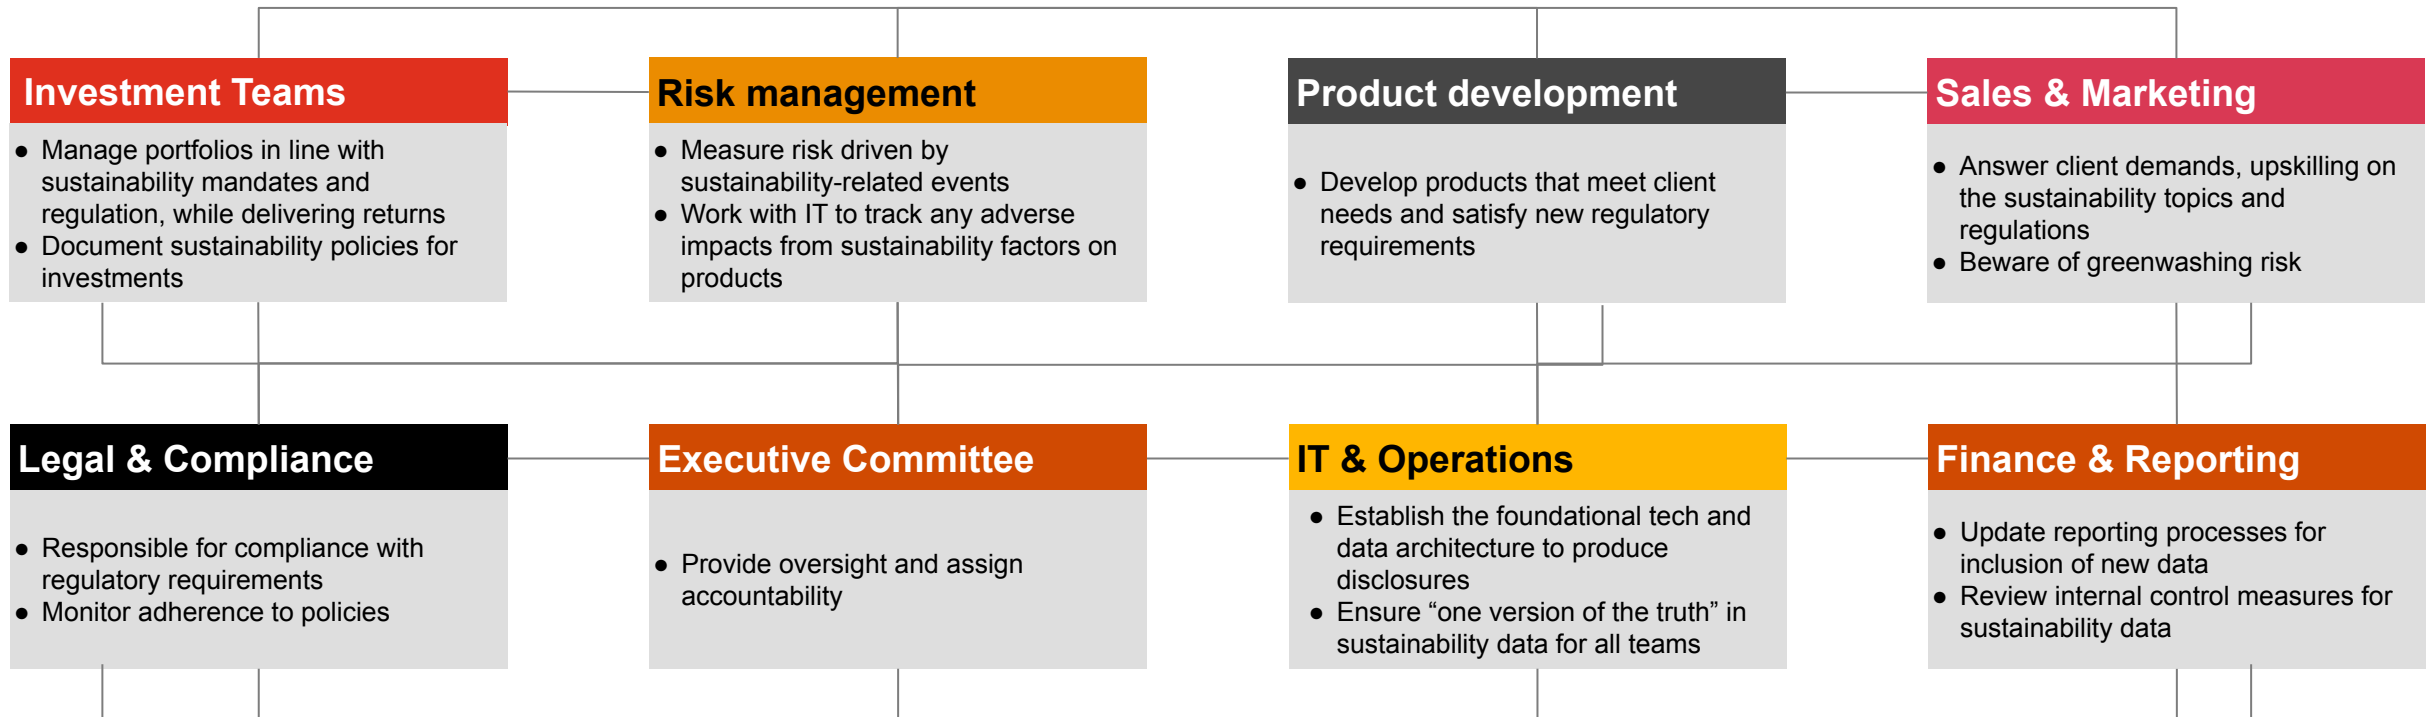 Investment Teams
● Manage portfolios in line with
sustainability mandates and
regulation, while delivering returns
● Document sustainability policies for
investments
Risk management
● Measure risk driven by
sustainability-related events
● Work with IT to track any adverse
impacts from sustainability factors on
products
Product development
● Develop products that meet client
needs and satisfy new regulatory
requirements
Sales & Marketing
● Answer client demands, upskilling on
the sustainability topics and
regulations
● Beware of greenwashing risk
Legal & Compliance
● Responsible for compliance with
regulatory requirements
● Monitor adherence to policies
Executive Committee
● Provide oversight and assign
accountability
IT & Operations
● Establish the foundational tech and
data architecture to produce
disclosures
● Ensure “one version of the truth” in
sustainability data for all teams
Finance & Reporting
● Update reporting processes for
inclusion of new data
● Review internal control measures for
sustainability data